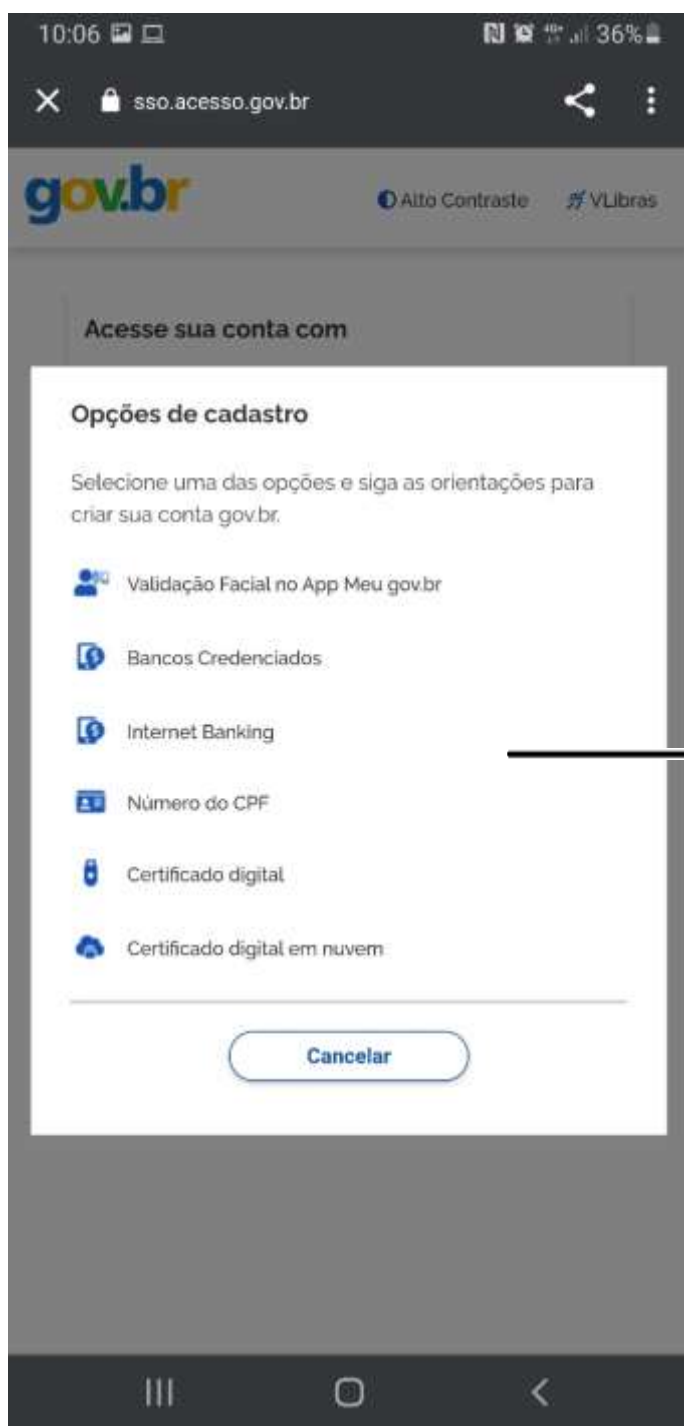 10:06
36%
sso.acesso.gov.br
gov.br
Alto Contraste
VLibras
Acesse sua conta com
Opções de cadastro
Selecione uma das opções e siga as orientações para
criar sua conta gov.br.
Validação Facial no App Meu gov.br
Bancos Credenciados
Internet Banking
Número do CPF
Certificado digital
Certificado digital em nuvem
Cancelar